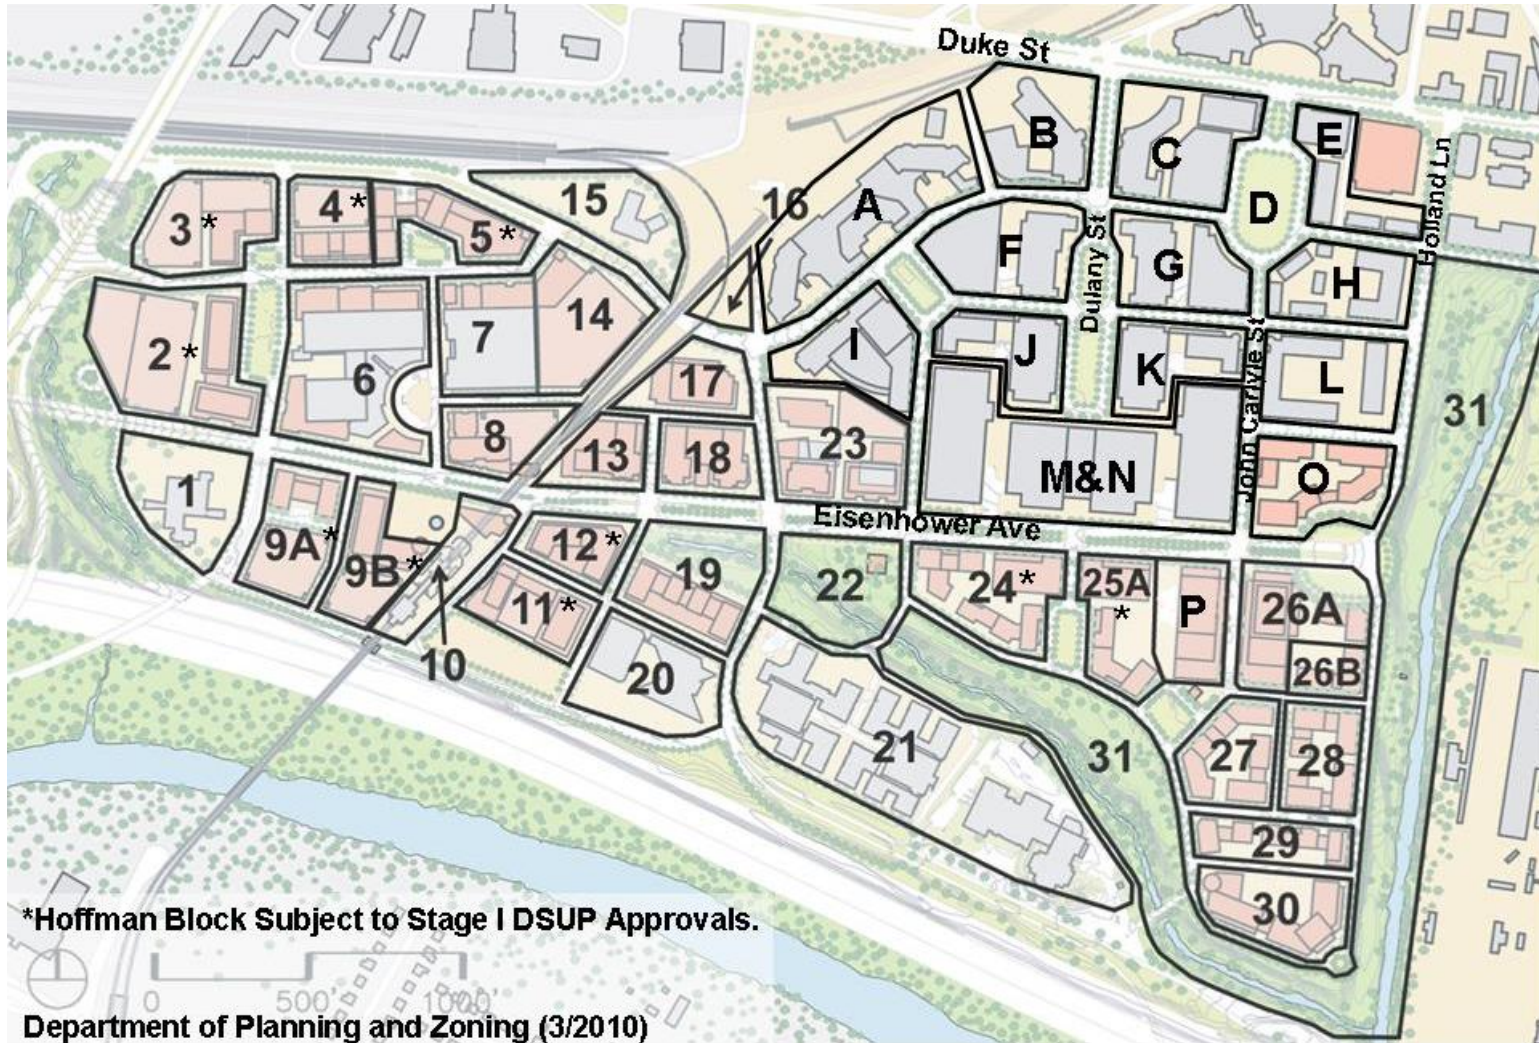 Duke St
B
C
E
Holland Ln
3*
4*
5*
15
16
A
D
F
Dulany St
G
H
2*
6
7
14
I
J
K
John Carlyle St
L
31
17
8
13
18
23
M&N
O
1
9A*
9B*
Eisenhower Ave
12*
11*
10
19
20
22
24*
25A
*
P
26A
26B
21
31
27
28
29
30
*Hoffman Block Subject to Stage I DSUP Approvals.
0 500' 1000'
Department of Planning and Zoning (3/2010)